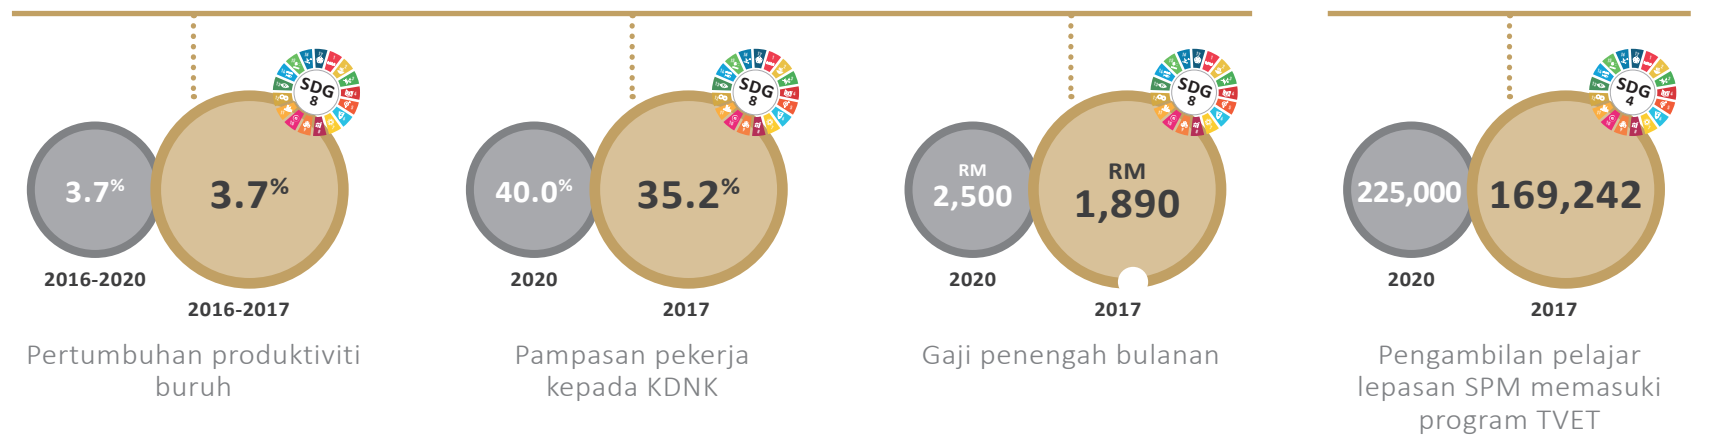 SDG
8
3.7%
3.7%
2016-2020
2016-2017
Pertumbuhan produktiviti
buruh
SDG
8
40.0%
35.2%
2020
2017
Pampasan pekerja
kepada KDNK
SDG
8
RM
2,500
RM
1,890
2020
2017
Gaji penengah bulanan
SDG
4
225,000
169,242
2020
2017
Pengambilan pelajar
lepasan SPM memasuki
program TVET